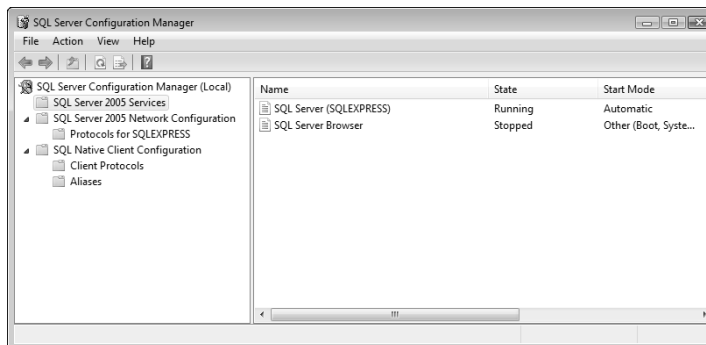 SQL Server Configuration Manager
File Action View Help
SQL Server Configuration Manager (Local)
SQL Server 2005 Services
SQL Server 2005 Network Configuration
Protocols for SQLEXPRESS
SQL Native Client Configuration
Client Protocols
Aliases
Name State Start Mode
SQL Server (SQLEXPRESS) Running Automatic
SQL Server Browser Stopped Other (Boot, Syste...